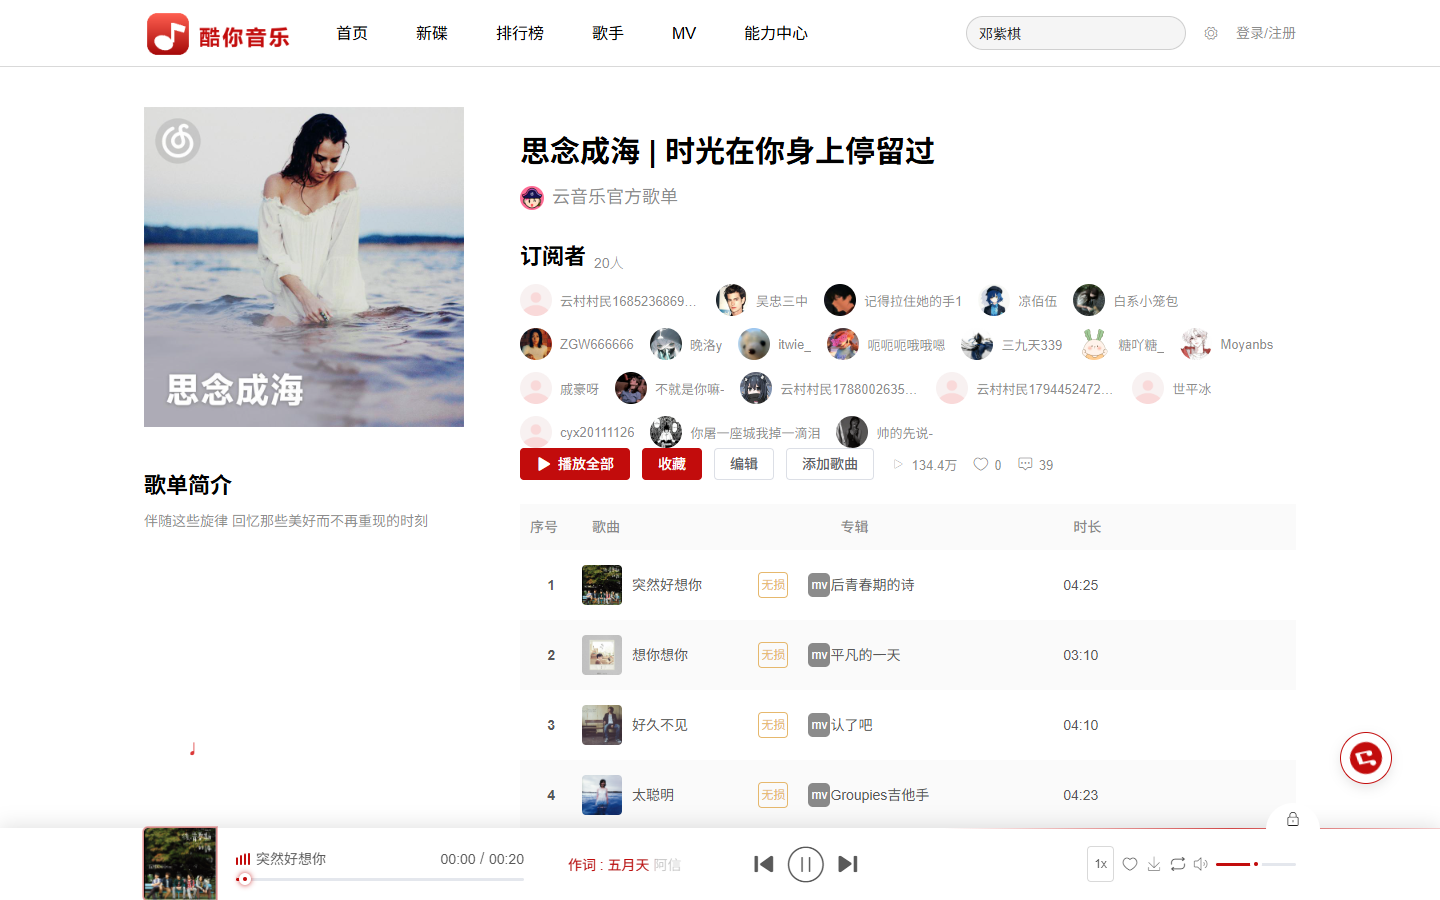 酷你音乐
首页
新碟
排行榜
歌手
MV
能力中心
邓紫棋
登录/注册
思念成海
思念成海 | 时光在你身上停留过
云音乐官方歌单
订阅者 20人
云村村民1685236869... 吴忠三中 记得拉住她的手1 凉佰伍 白系小笼包
ZGW666666 晚洛y itwie_ 呃呃呃哦哦嗯 三九天339 糖吖糖_ Moyanbs
戚豪呀 不就是你嘛- 云村村民1788002635... 云村村民1794452472... 世平冰
cyx20111126 你屠一座城我掉一滴泪 帅的先说-
播放全部 收藏 编辑 添加歌曲 134.4万 0 39
歌单简介
伴随这些旋律 回忆那些美好而不再重现的时刻
序号 歌曲 专辑 时长
1 突然好想你 无损 mv 后青春期的诗 04:25
2 想你想你 无损 mv 平凡的一天 03:10
3 好久不见 无损 mv 认了吧 04:10
4 太聪明 无损 mv Groupies吉他手 04:23
突然好想你 00:00 / 00:20
作词 : 五月天 阿信
1x